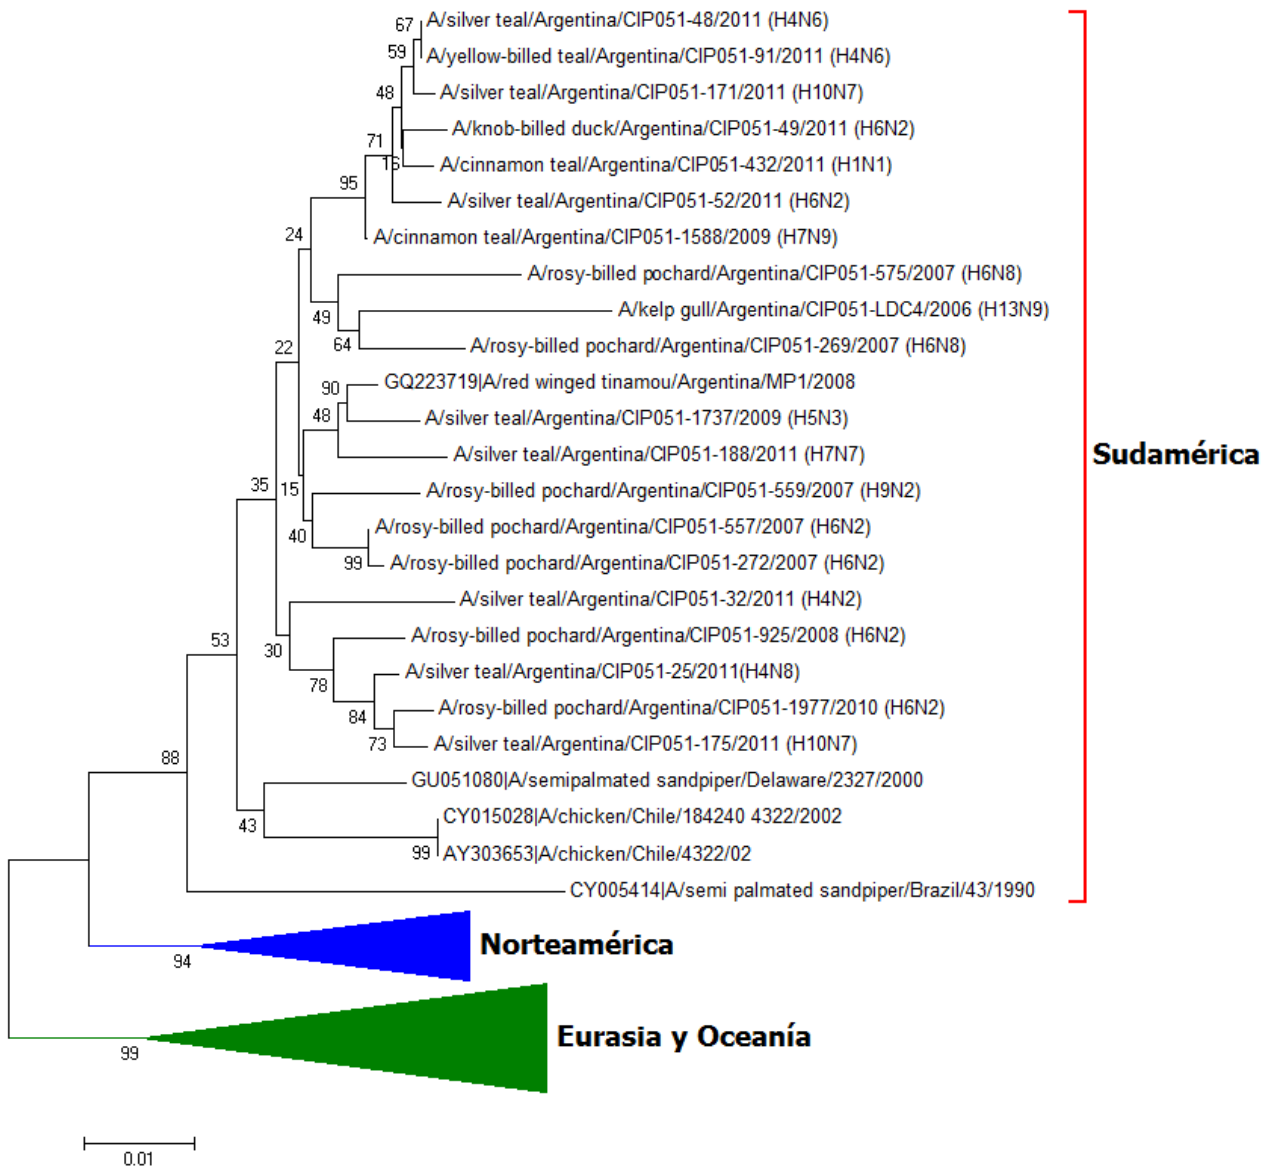 67
A/silver teal/Argentina/CIP051-48/2011 (H4N6)
59
A/yellow-billed teal/Argentina/CIP051-91/2011 (H4N6)
48
A/silver teal/Argentina/CIP051-171/2011 (H10N7)
A/knob-billed duck/Argentina/CIP051-49/2011 (H6N2)
71
16
A/cinnamon teal/Argentina/CIP051-432/2011 (H1N1)
95
A/silver teal/Argentina/CIP051-52/2011 (H6N2)
24
A/cinnamon teal/Argentina/CIP051-1588/2009 (H7N9)
A/rosy-billed pochard/Argentina/CIP051-575/2007 (H6N8)
49
A/kelp gull/Argentina/CIP051-LDC4/2006 (H13N9)
64
A/rosy-billed pochard/Argentina/CIP051-269/2007 (H6N8)
22
90
GQ223719|A/red winged tinamou/Argentina/MP1/2008
48
A/silver teal/Argentina/CIP051-1737/2009 (H5N3)
A/silver teal/Argentina/CIP051-188/2011 (H7N7)
Sudamérica
35
15
A/rosy-billed pochard/Argentina/CIP051-559/2007 (H9N2)
40
A/rosy-billed pochard/Argentina/CIP051-557/2007 (H6N2)
99
A/rosy-billed pochard/Argentina/CIP051-272/2007 (H6N2)
A/silver teal/Argentina/CIP051-32/2011 (H4N2)
53
30
A/rosy-billed pochard/Argentina/CIP051-925/2008 (H6N2)
78
A/silver teal/Argentina/CIP051-25/2011(H4N8)
84
A/rosy-billed pochard/Argentina/CIP051-1977/2010 (H6N2)
73
A/silver teal/Argentina/CIP051-175/2011 (H10N7)
88
GU051080|A/semipalmated sandpiper/Delaware/2327/2000
43
CY015028|A/chicken/Chile/184240 4322/2002
99
AY303653|A/chicken/Chile/4322/02
CY005414|A/semi palmated sandpiper/Brazil/43/1990
94
Norteamérica
99
Eurasia y Oceanía
0.01